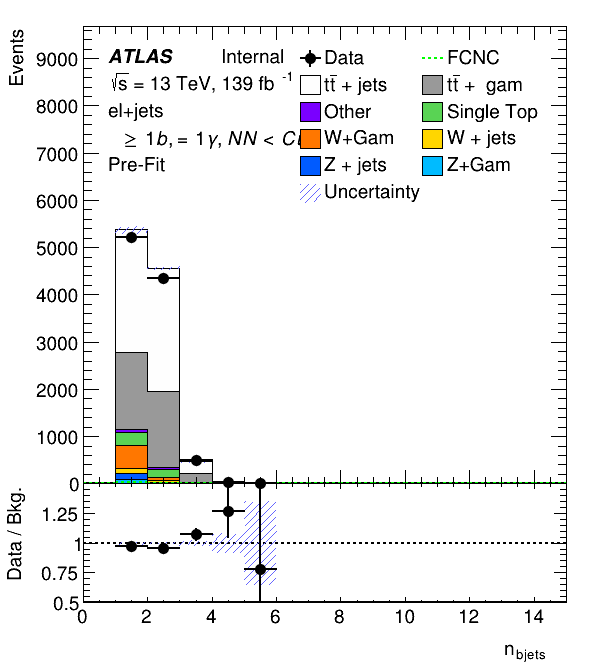 Events
9000
8000
7000
6000
5000
4000
3000
2000
1000
0
ATLAS Internal
√s = 13 TeV, 139 fb⁻¹
el+jets
≥ 1b, = 1γ, NN <
Pre-Fit
Data
FCNC
tt̄ + jets
tt̄ + gam
Other
Single Top
W+Gam
W + jets
Z + jets
Z+Gam
Uncertainty
Data / Bkg.
1.25
1
0.75
0.5
0 2 4 6 8 10 12 14
n_bjets